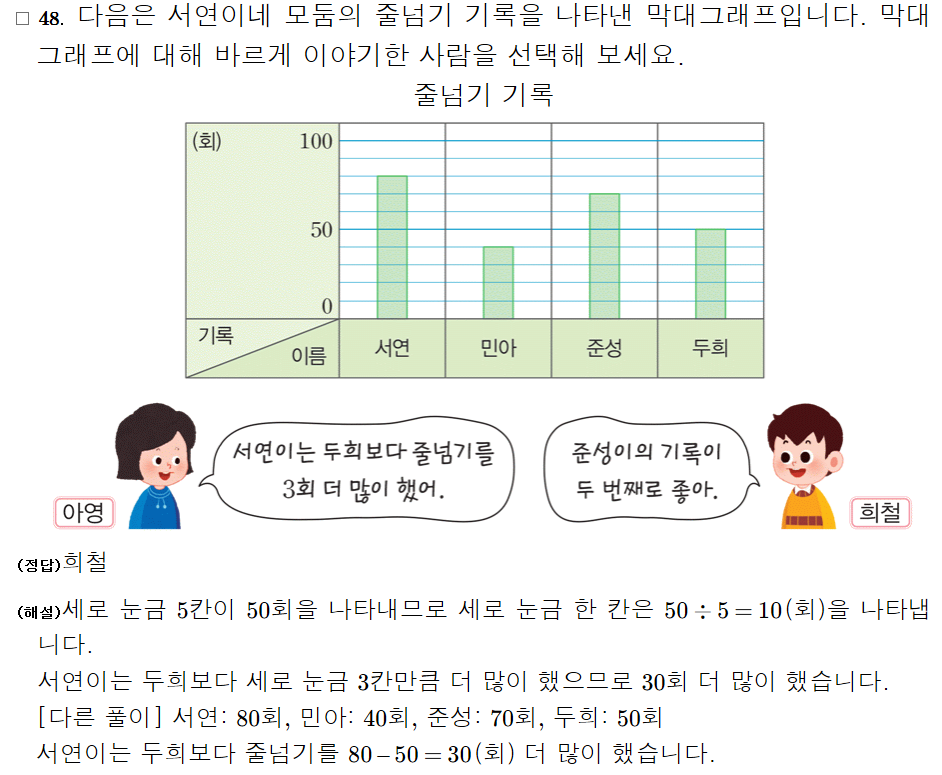 □ 48. 다음은 서연이네 모둠의 줄넘기 기록을 나타낸 막대그래프입니다. 막대
그래프에 대해 바르게 이야기한 사람을 선택해 보세요.
줄넘기 기록
(회) 100
50
0
기록 이름 서연 민아 준성 두희
서연이는 두희보다 줄넘기를
3회 더 많이 했어.
아영
준성이의 기록이
두 번째로 좋아.
희철
(정답)희철
(해설)세로 눈금 5칸이 50회을 나타내므로 세로 눈금 한 칸은 50÷5=10(회)을 나타냅
니다.
서연이는 두희보다 세로 눈금 3칸만큼 더 많이 했으므로 30회 더 많이 했습니다.
[다른 풀이] 서연: 80회, 민아: 40회, 준성: 70회, 두희: 50회
서연이는 두희보다 줄넘기를 80-50=30(회) 더 많이 했습니다.